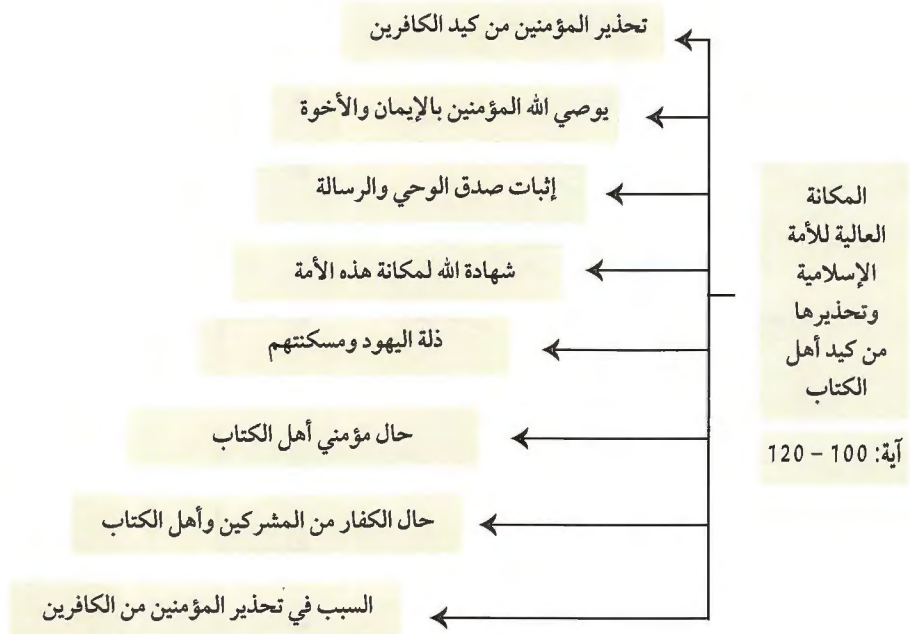 تحذير المؤمنين من كيد الكافرين
يوصي الله المؤمنين بالإيمان والأخوة
إثبات صدق الوحي والرسالة
شهادة الله لمكانة هذه الأمة
ذلة اليهود ومسكنتهم
حال مؤمني أهل الكتاب
حال الكفار من المشركين وأهل الكتاب
السبب في تحذير المؤمنين من الكافرين
المكانة
العالية للأمة
الإسلامية
وتحذيرها
من كيد أهل
الكتاب
آية: 100 – 120